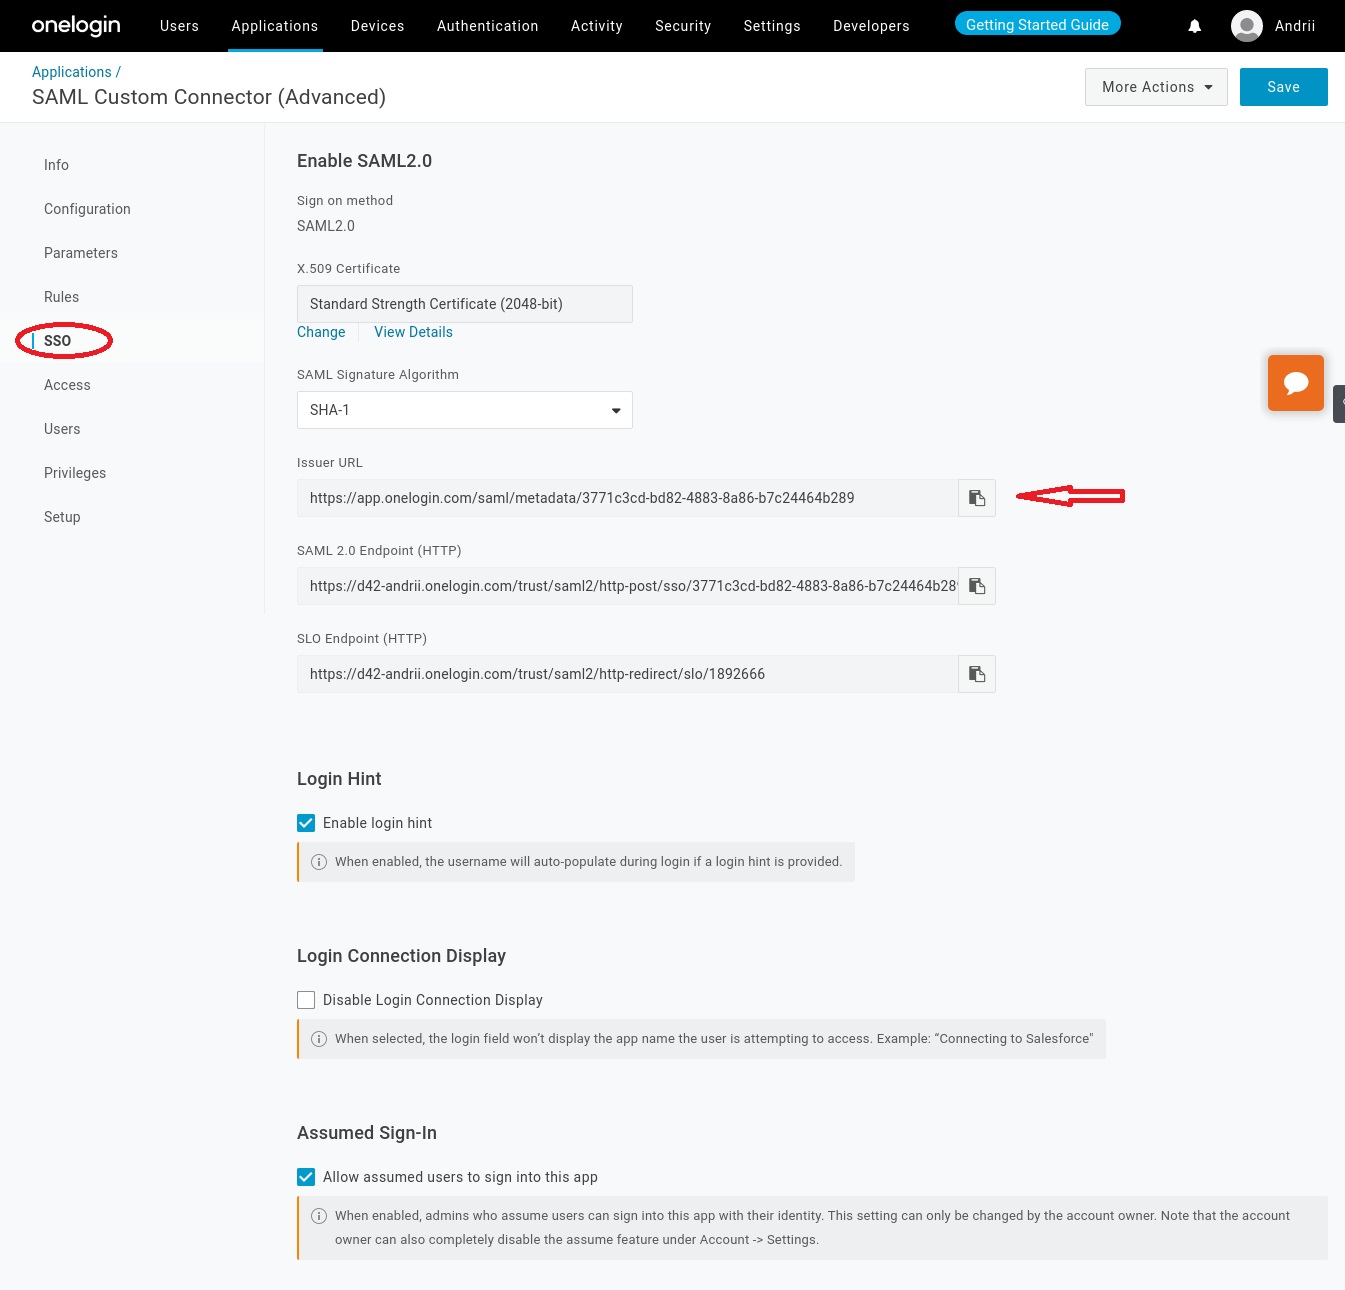 onelogin
Users Applications Devices Authentication Activity Security Settings Developers Getting Started Guide Andrii
Applications /
SAML Custom Connector (Advanced)
More Actions
Save
Info
Configuration
Parameters
Rules
SSO
Access
Users
Privileges
Setup
Enable SAML2.0
Sign on method
SAML2.0
X.509 Certificate
Standard Strength Certificate (2048-bit)
Change View Details
SAML Signature Algorithm
SHA-1
Issuer URL
https://app.onelogin.com/saml/metadata/3771c3cd-bd82-4883-8a86-b7c24464b289
SAML 2.0 Endpoint (HTTP)
https://d42-andrii.onelogin.com/trust/saml2/http-post/sso/3771c3cd-bd82-4883-8a86-b7c24464b289
SLO Endpoint (HTTP)
https://d42-andrii.onelogin.com/trust/saml2/http-redirect/slo/1892666
Login Hint
Enable login hint
When enabled, the username will auto-populate during login if a login hint is provided.
Login Connection Display
Disable Login Connection Display
When selected, the login field won't display the app name the user is attempting to access. Example: “Connecting to Salesforce"
Assumed Sign-In
Allow assumed users to sign into this app
When enabled, admins who assume users can sign into this app with their identity. This setting can only be changed by the account owner. Note that the account
owner can also completely disable the assume feature under Account -> Settings.